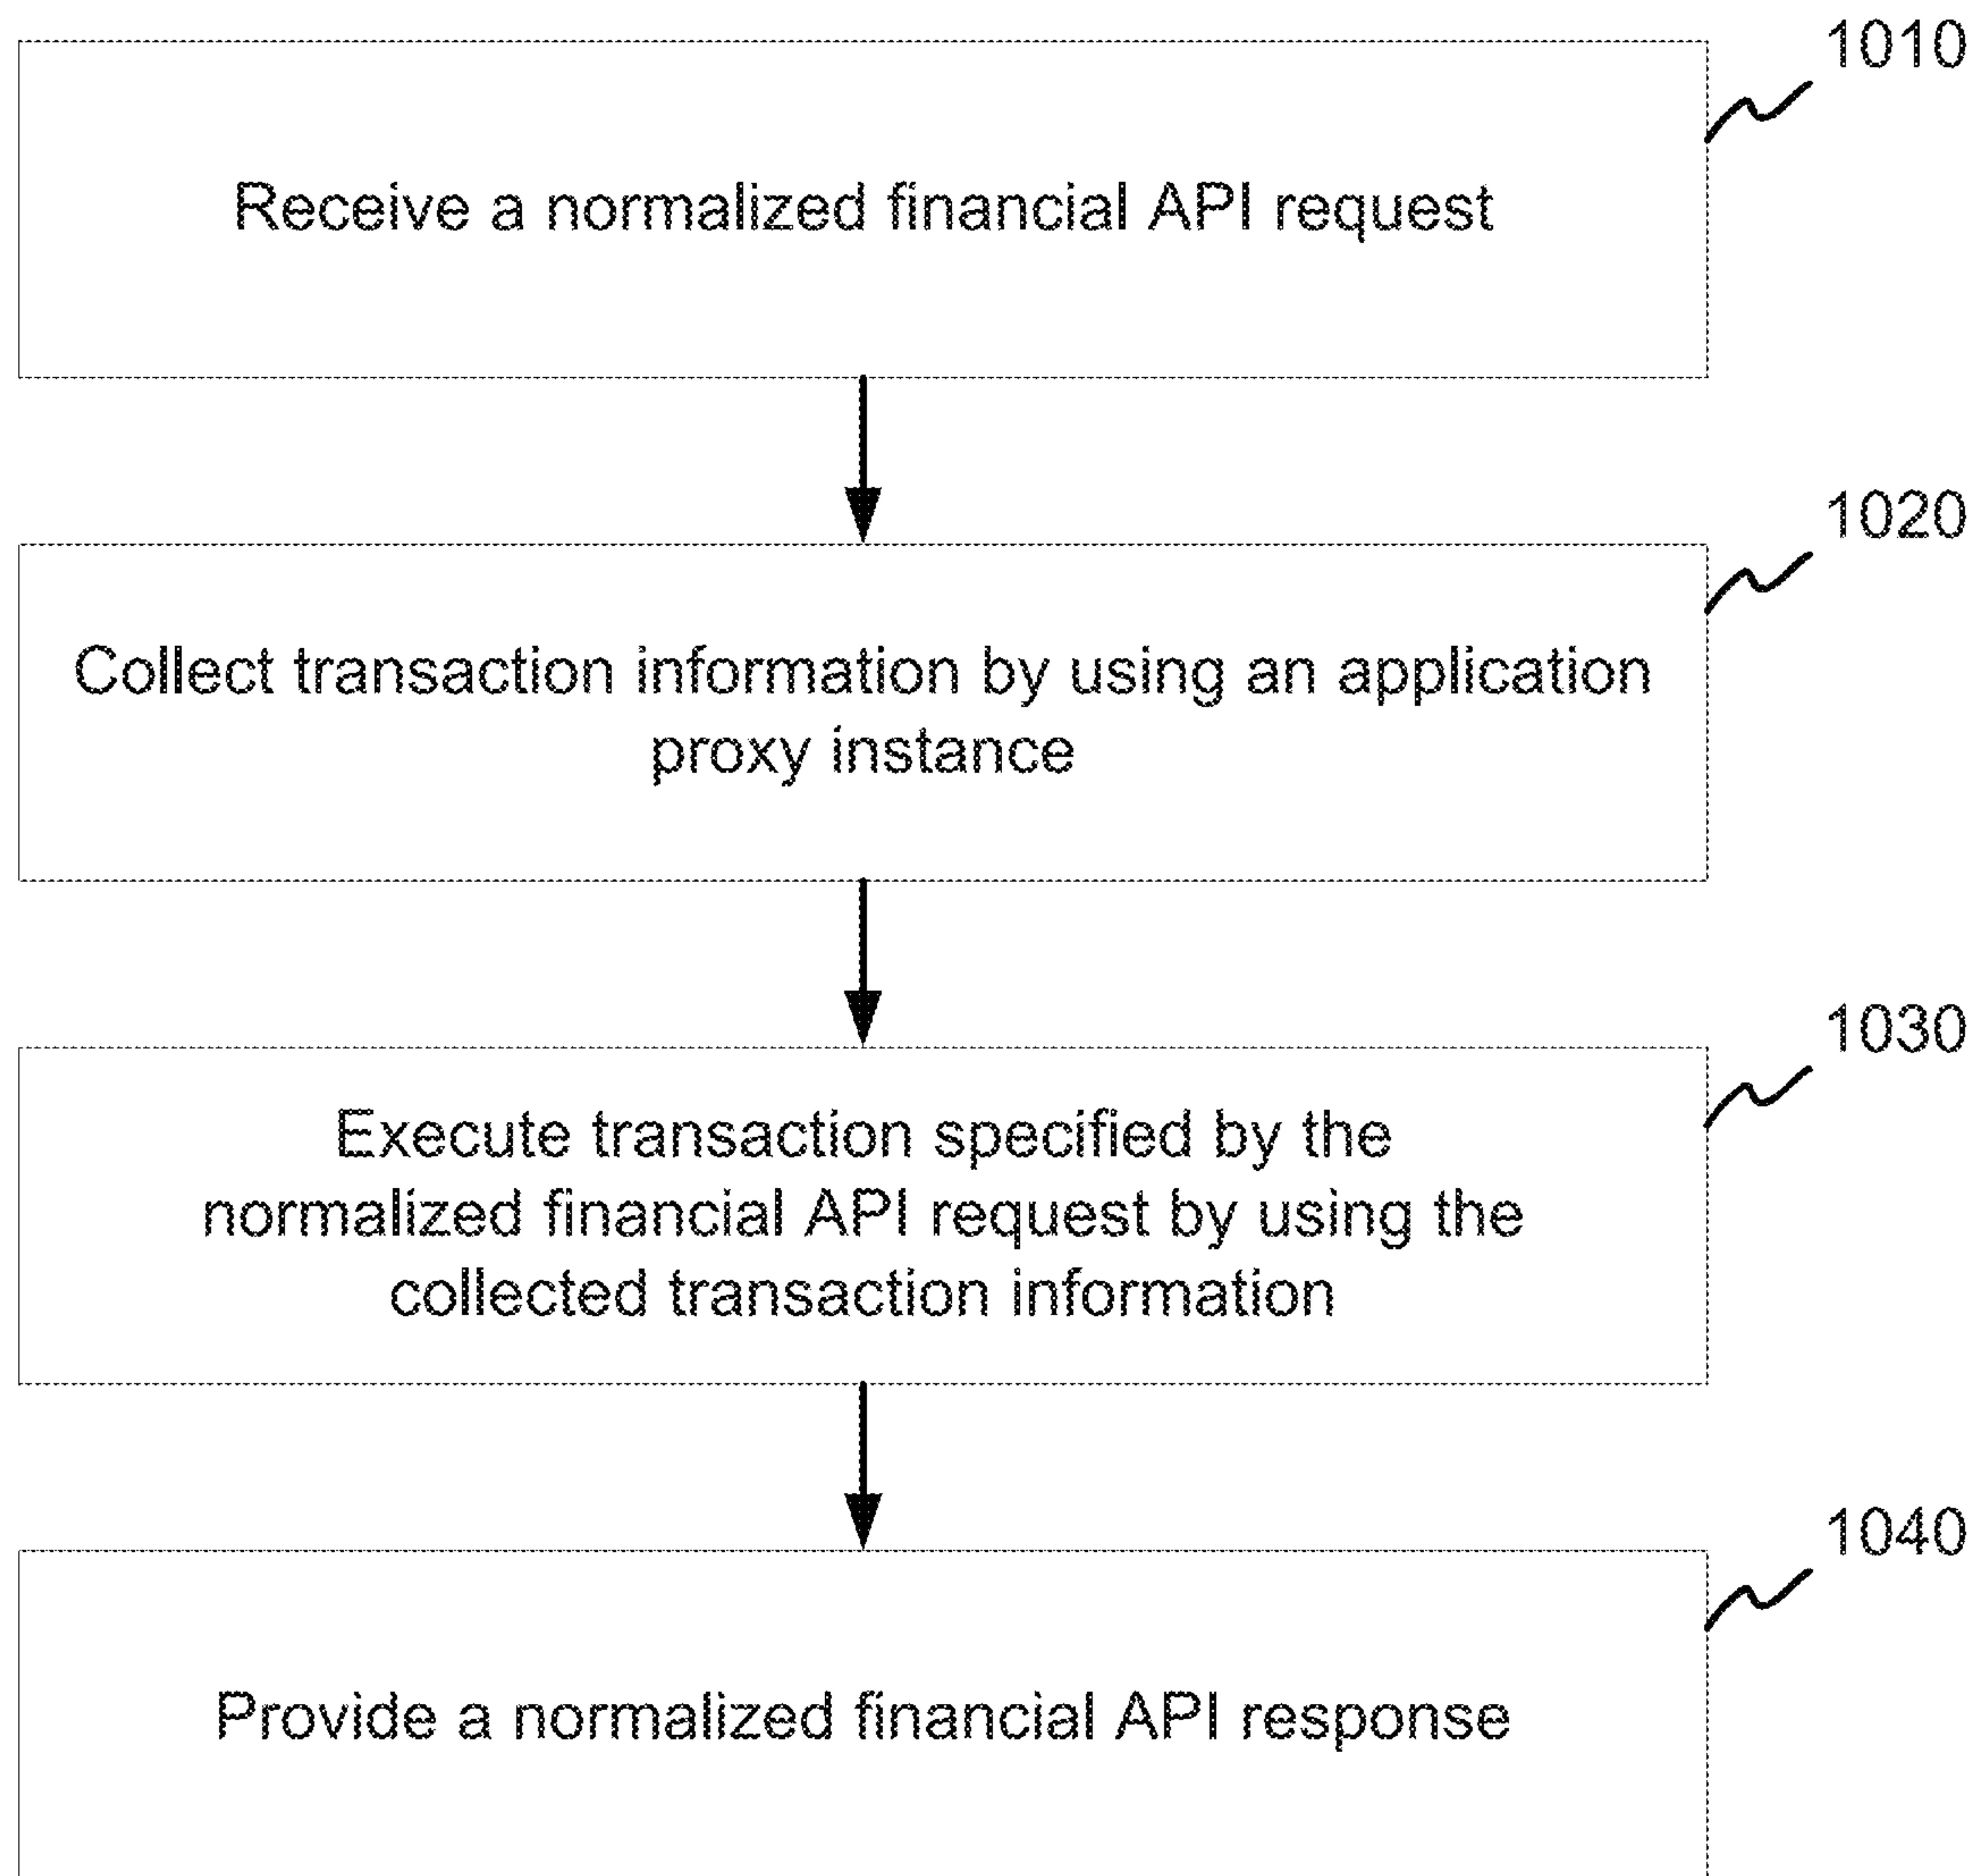 1010
Receive a normalized financial API request
1020
Collect transaction information by using an application
proxy instance
1030
Execute transaction specified by the
normalized financial API request by using the
collected transaction information
1040
Provide a normalized financial API response